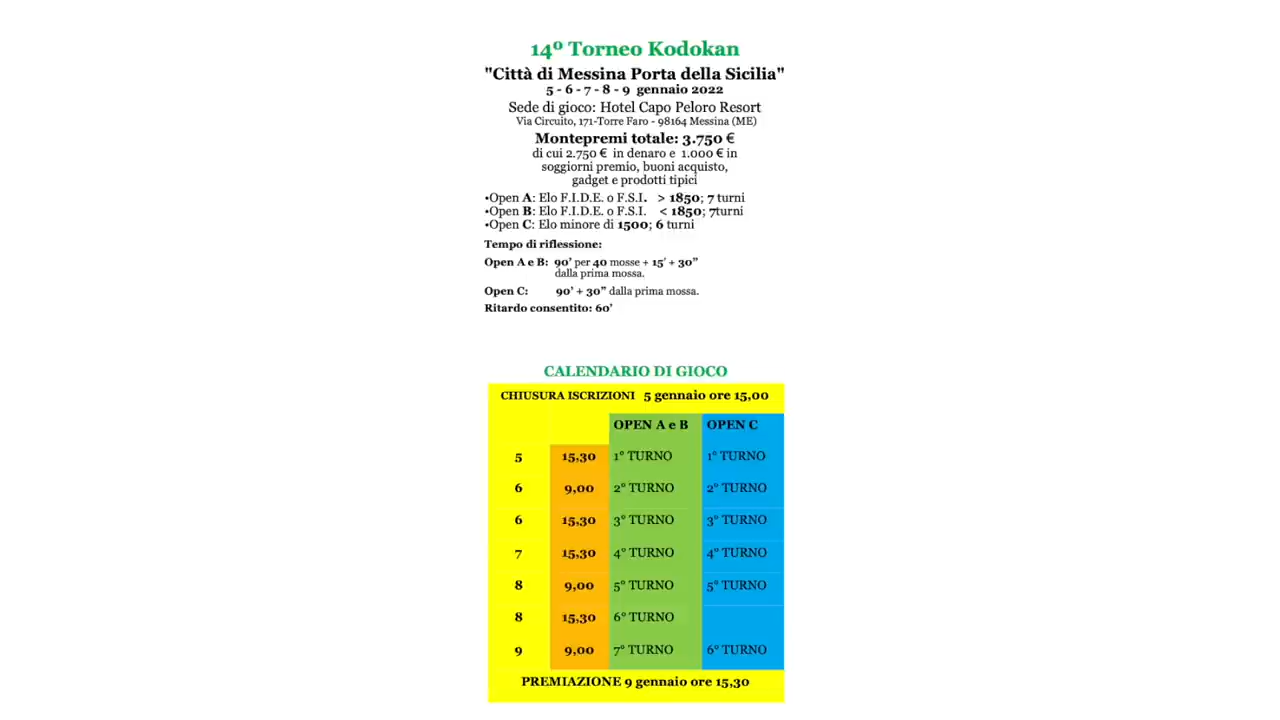 14° Torneo Kodokan
"Città di Messina Porta della Sicilia"
5 - 6 - 7 - 8 - 9 gennaio 2022
Sede di gioco: Hotel Capo Peloro Resort
Via Circuito, 171-Torre Faro - 98164 Messina (ME)
Montepremi totale: 3.750 €
di cui 2.750 € in denaro e 1.000 € in
soggiorni premio, buoni acquisto,
gadget e prodotti tipici
•Open A: Elo F.I.D.E. o F.S.I. > 1850; 7 turni
•Open B: Elo F.I.D.E. o F.S.I. < 1850; 7turni
•Open C: Elo minore di 1500; 6 turni
Tempo di riflessione:
Open A e B: 90’ per 40 mosse + 15′ + 30”
dalla prima mossa.
Open C: 90’ + 30” dalla prima mossa.
Ritardo consentito: 60’
CALENDARIO DI GIOCO
CHIUSURA ISCRIZIONI 5 gennaio ore 15,00
OPEN A e B OPEN C
5 15,30 1° TURNO 1° TURNO
6 9,00 2° TURNO 2° TURNO
6 15,30 3° TURNO 3° TURNO
7 15,30 4° TURNO 4° TURNO
8 9,00 5° TURNO 5° TURNO
8 15,30 6° TURNO
9 9,00 7° TURNO 6° TURNO
PREMIAZIONE 9 gennaio ore 15,30